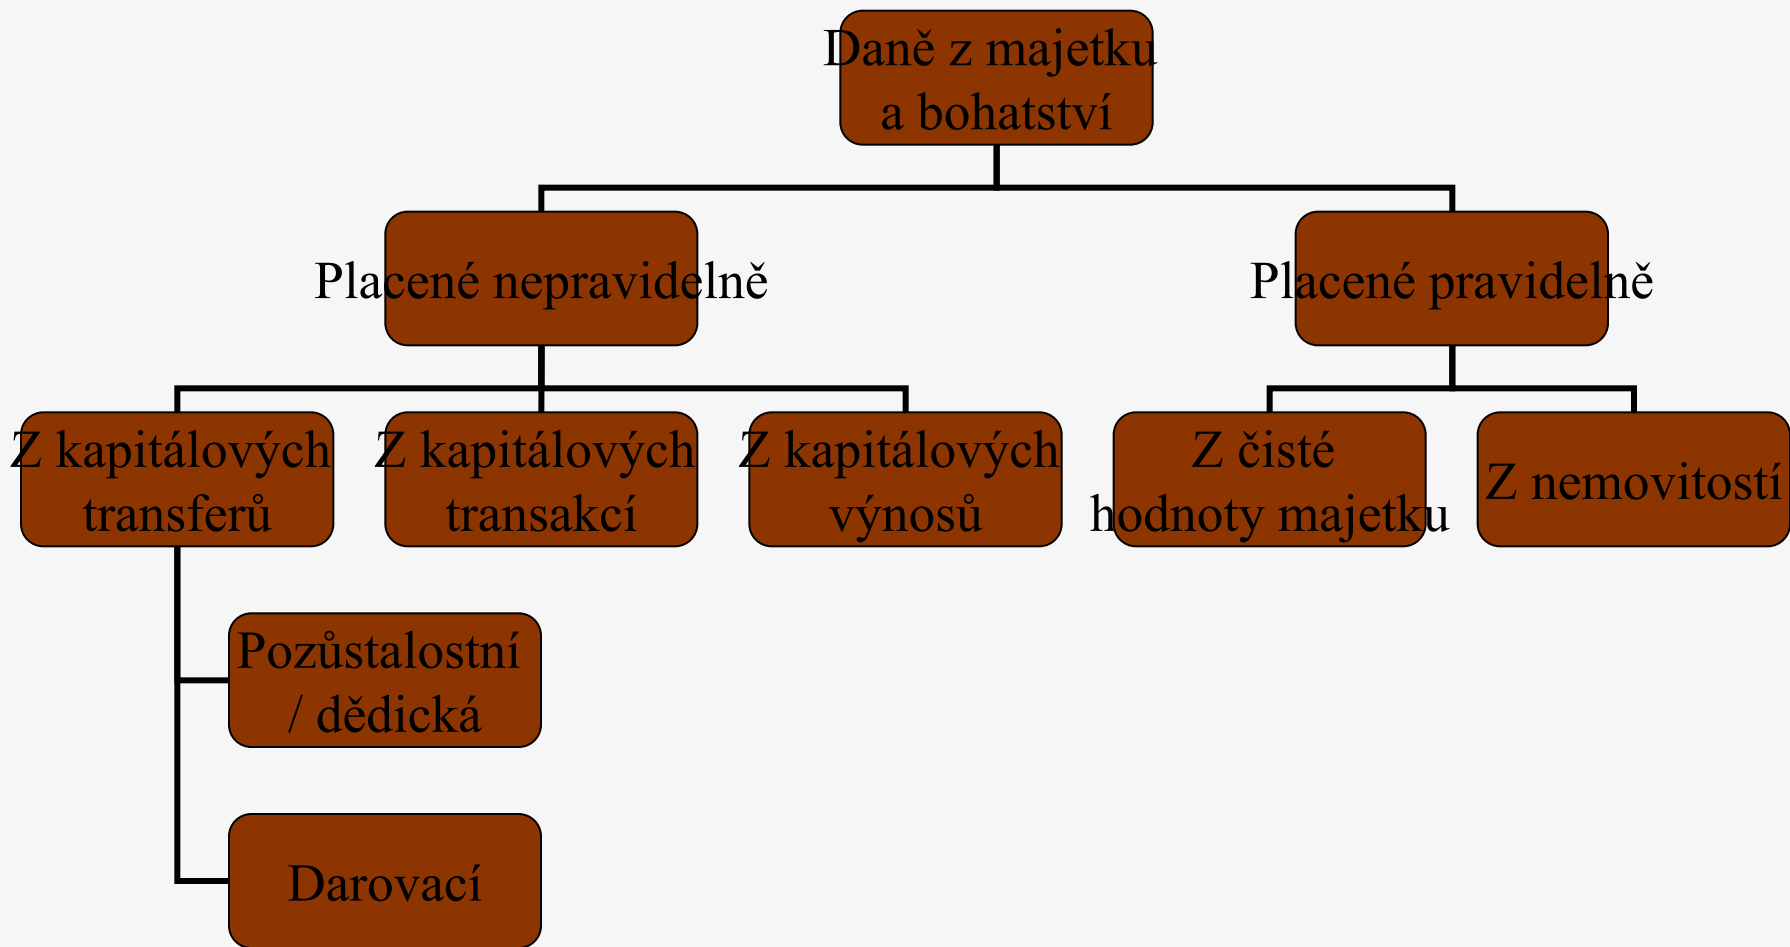 Daně z majetku
a bohatství
Placené nepravidelně
Placené pravidelně
Z kapitálových
transferů
Z kapitálových
transakcí
Z kapitálových
výnosů
Z čisté
hodnoty majetku
Z nemovitostí
Pozůstalostní
/ dědická
Darovací